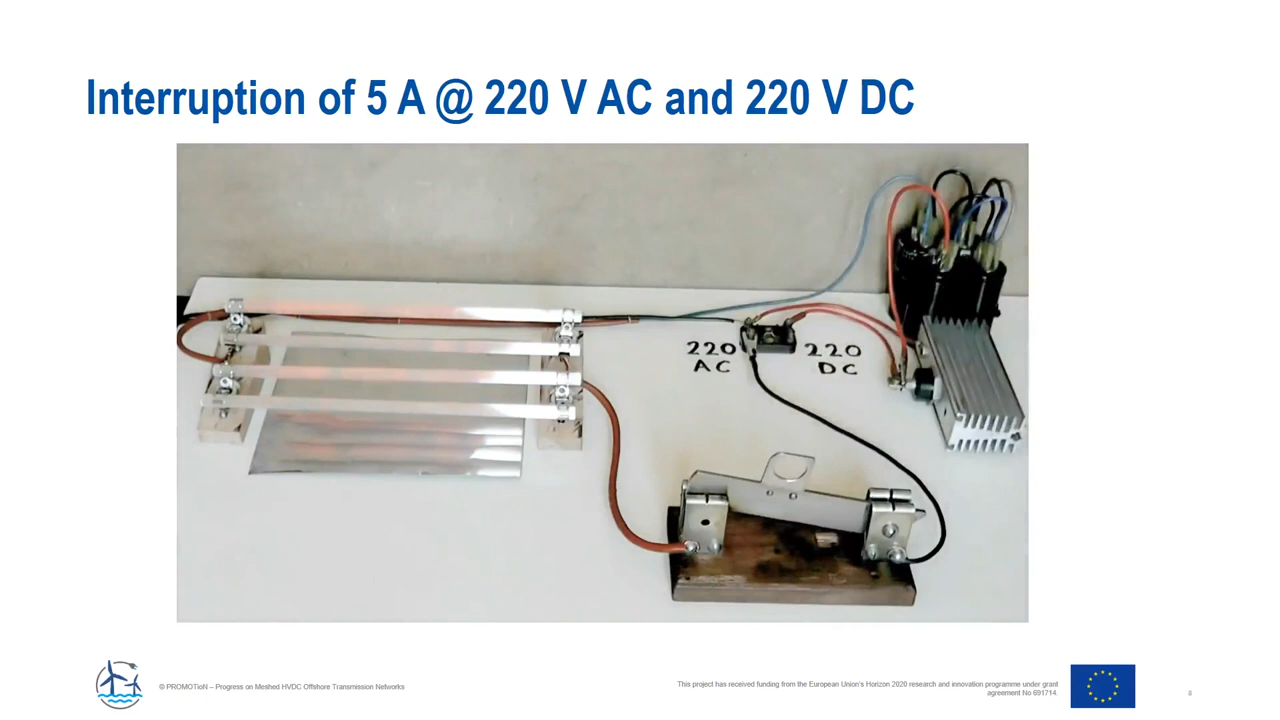 Interruption of 5 A @ 220 V AC and 220 V DC
220 220
AC DC
© PROMOTioN – Progress on Meshed HVDC Offshore Transmission Networks
This project has received funding from the European Union's Horizon 2020 research and innovation programme under grant
agreement No 691714.
8